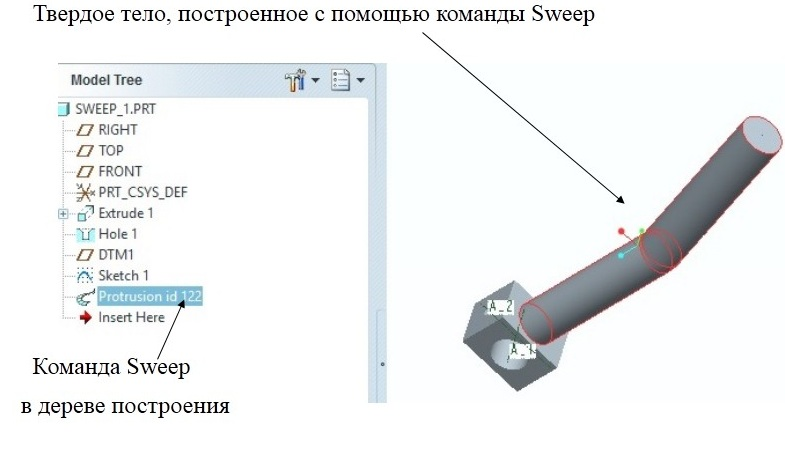 Твердое тело, построенное с помощью команды Sweep
Model Tree
SWEEP_1.PRT
RIGHT
TOP
FRONT
PRT_CSYS_DEF
Extrude 1
Hole 1
DTM1
Sketch 1
Protrusion id 122
Insert Here
A_2
A_1
Команда Sweep
в дереве построения